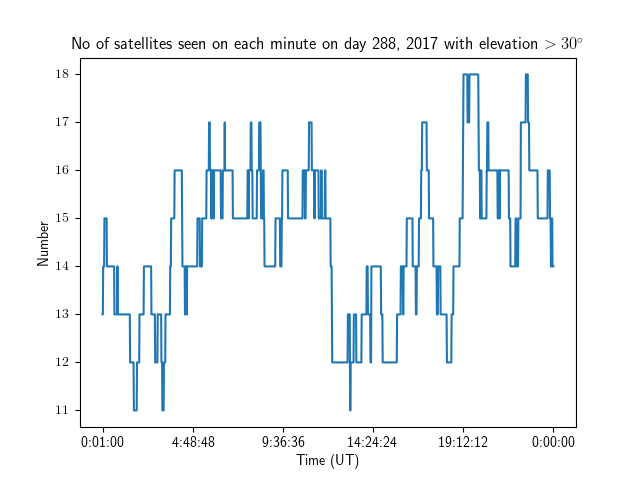 No of satellites seen on each minute on day 288, 2017 with elevation > 30°
18
17
16
15
14
13
12
11
Number
0:01:00 4:48:48 9:36:36 14:24:24 19:12:12 0:00:00
Time (UT)